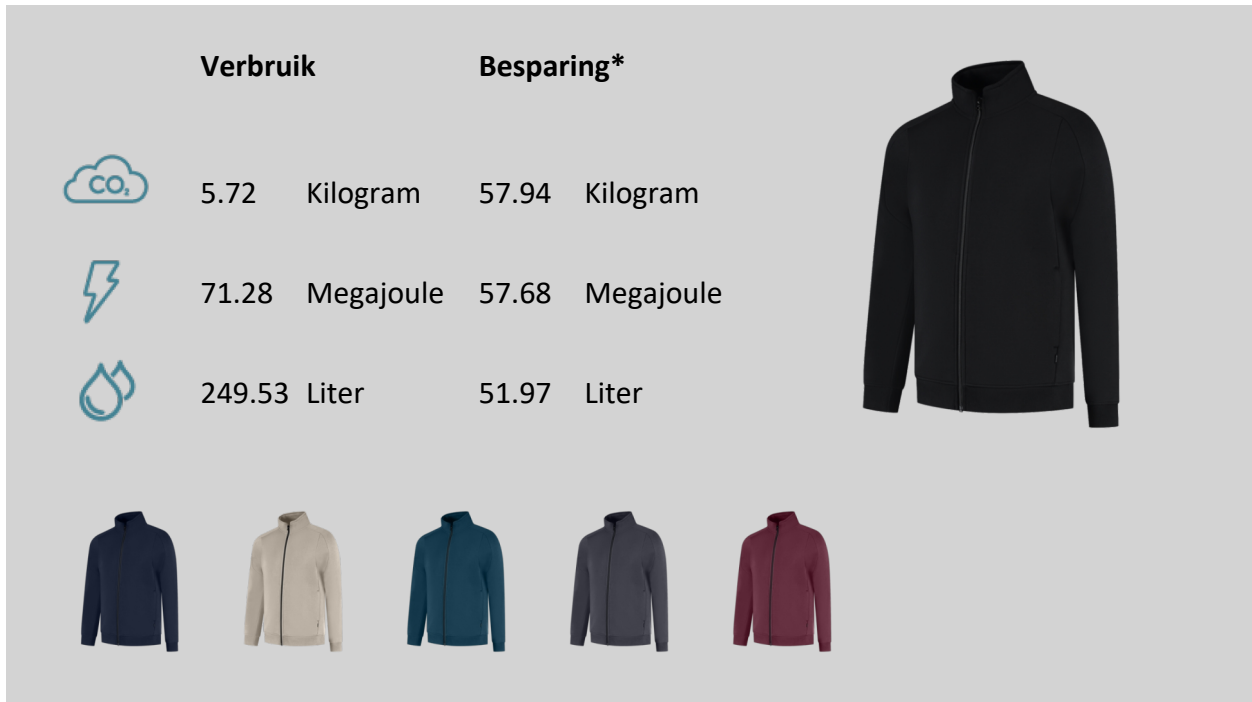 Verbruik Besparing*
CO₂ 5.72 Kilogram 57.94 Kilogram
71.28 Megajoule 57.68 Megajoule
249.53 Liter 51.97 Liter